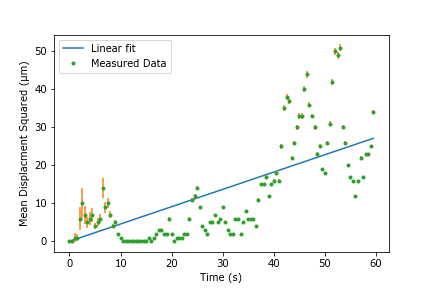 Linear fit
Measured Data
Mean Displacment Squared (μm)
50
40
30
20
10
0
0 10 20 30 40 50 60
Time (s)